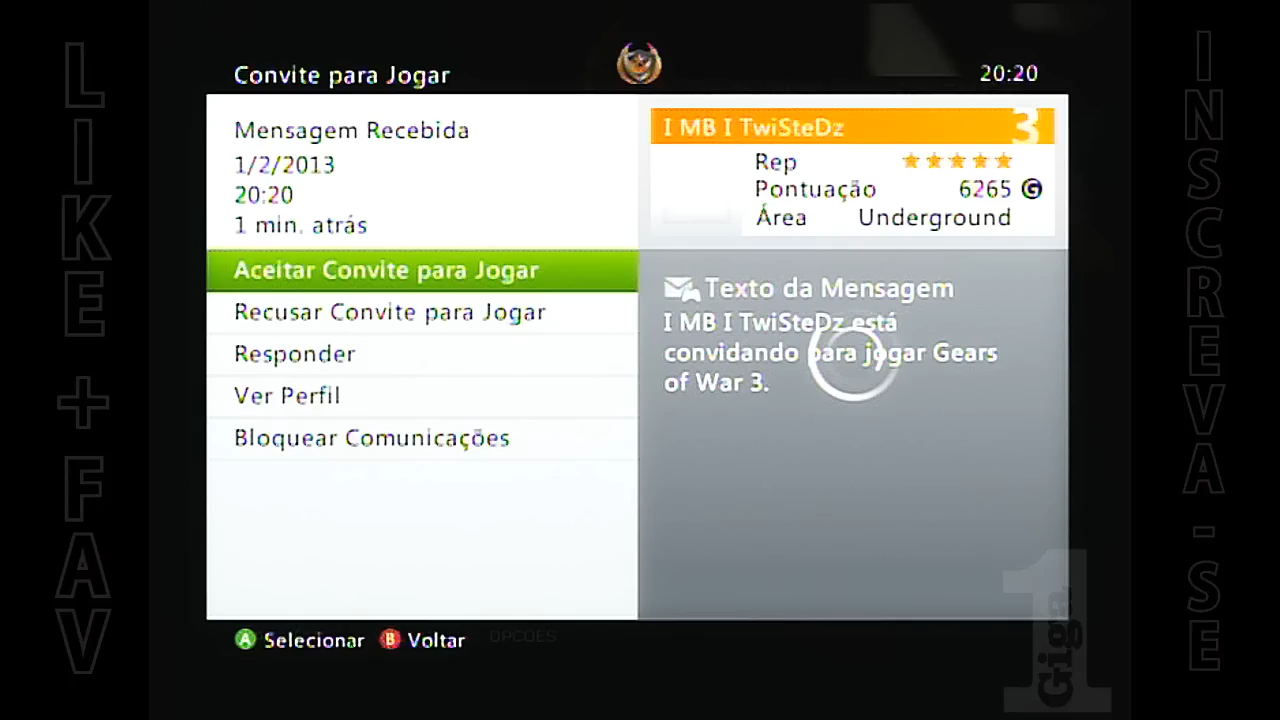 LIKE + FAV
Convite para Jogar
20:20
Mensagem Recebida
1/2/2013
20:20
1 min. atrás
Aceitar Convite para Jogar
Recusar Convite para Jogar
Responder
Ver Perfil
Bloquear Comunicações
I MB I TwiSteDz
3
Rep
Pontuação 6265 G
Área Underground
Texto da Mensagem
I MB I TwiSteDz está
convidando para jogar Gears
of War 3.
A Selecionar B Voltar OPCOES
1 Giga
INSCREVA-SE